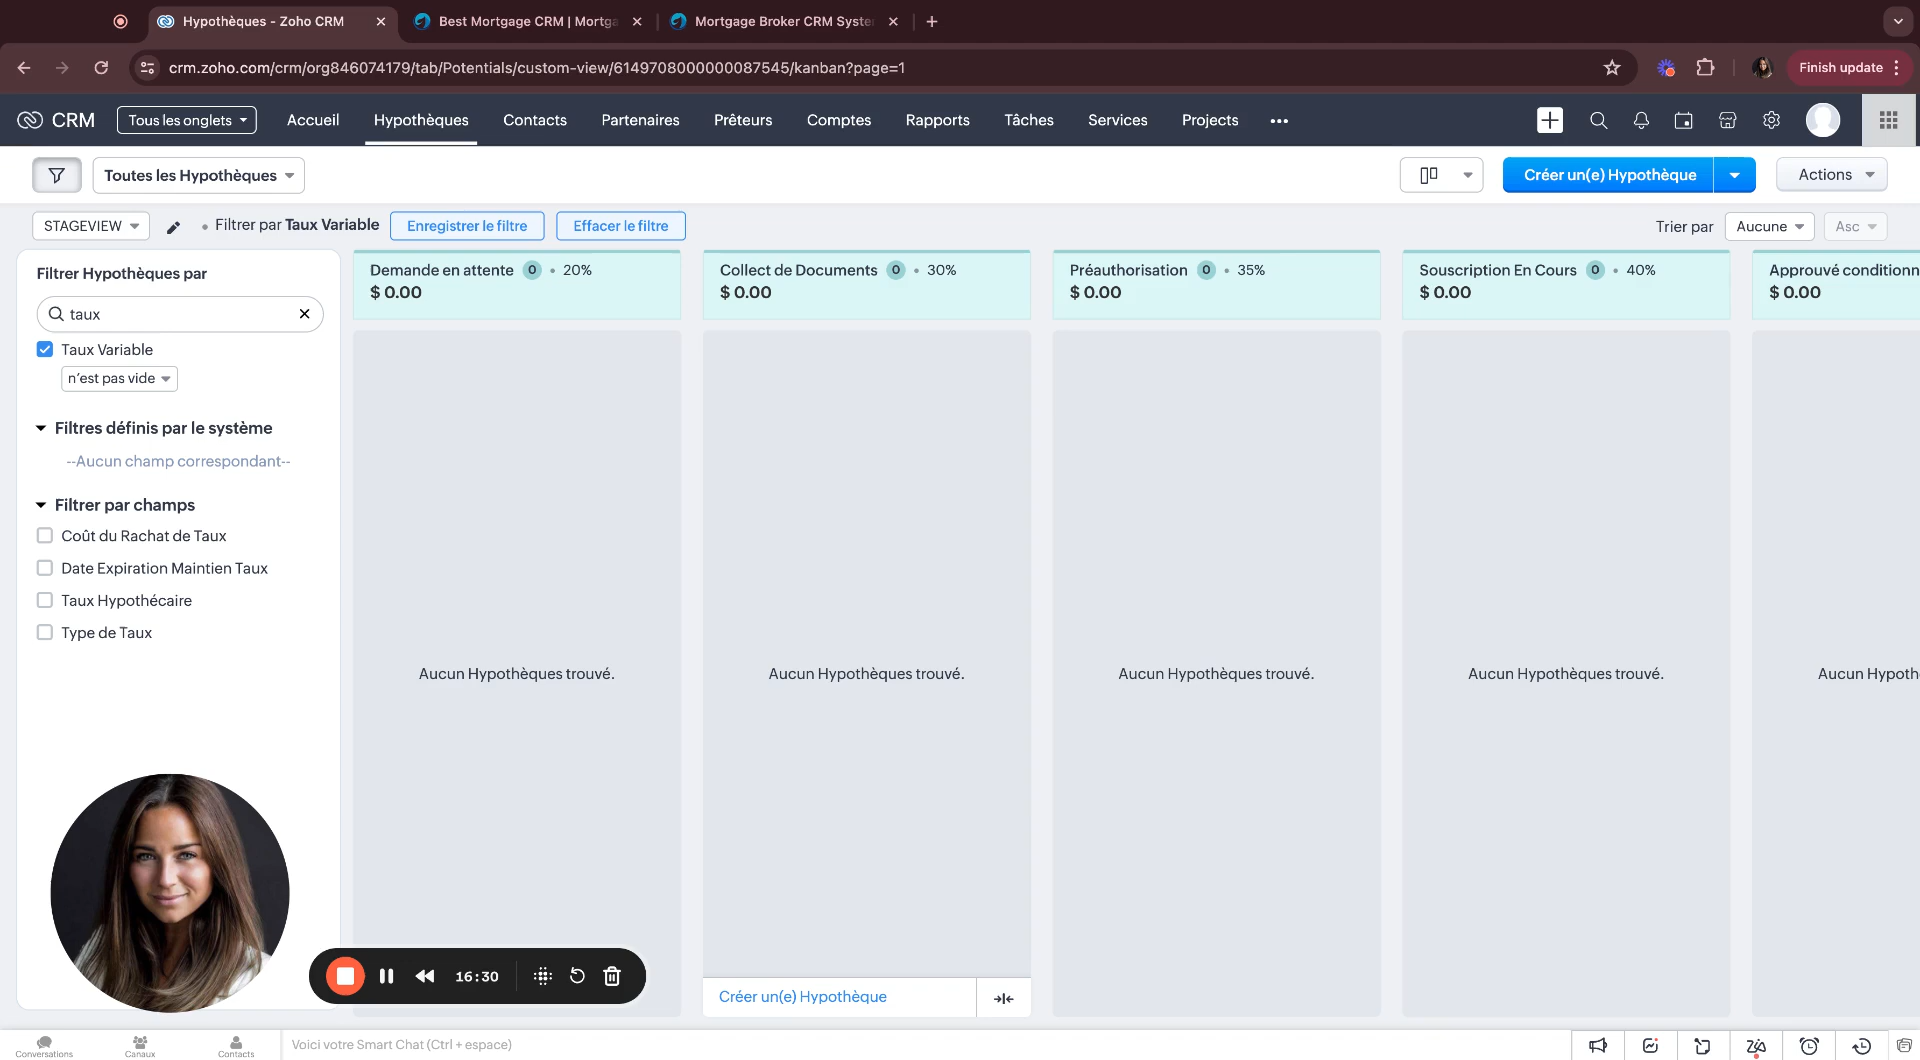 Hypothèques - Zoho CRM
Best Mortgage CRM | Mortga
Mortgage Broker CRM Syste
crm.zoho.com/crm/org846074179/tab/Potentials/custom-view/6149708000000087545/kanban?page=1
Finish update
CRM
Tous les onglets
Accueil
Hypothèques
Contacts
Partenaires
Prêteurs
Comptes
Rapports
Tâches
Services
Projects
Toutes les Hypothèques
Créer un(e) Hypothèque
Actions
STAGEVIEW
Filtrer par Taux Variable
Enregistrer le filtre
Effacer le filtre
Trier par
Aucune
Asc
Filtrer Hypothèques par
taux
Taux Variable
n'est pas vide
Filtres définis par le système
--Aucun champ correspondant--
Filtrer par champs
Coût du Rachat de Taux
Date Expiration Maintien Taux
Taux Hypothécaire
Type de Taux
Demande en attente 0 • 20%
$ 0.00
Aucun Hypothèques trouvé.
Collect de Documents 0 • 30%
$ 0.00
Aucun Hypothèques trouvé.
Créer un(e) Hypothèque
Préauthorisation 0 • 35%
$ 0.00
Aucun Hypothèques trouvé.
Souscription En Cours 0 • 40%
$ 0.00
Aucun Hypothèques trouvé.
Approuvé conditionn
$ 0.00
Aucun Hypoth
16:30
Conversations
Canaux
Contacts
Voici votre Smart Chat (Ctrl + espace)